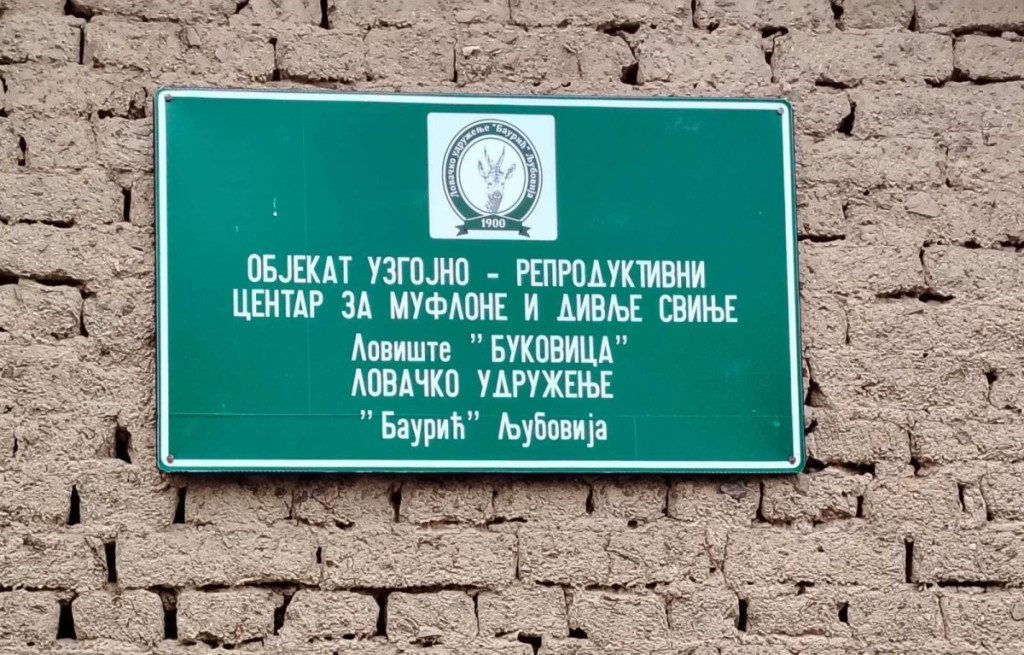 Ловачко удружење "Баурић" Љубовија
1900
ОБЈЕКАТ УЗГОЈНО - РЕПРОДУКТИВНИ
ЦЕНТАР ЗА МУФЛОНЕ И ДИВЉЕ СВИЊЕ
Ловиште "БУКОВИЦА"
ЛОВАЧКО УДРУЖЕЊЕ
"Баурић" Љубовија